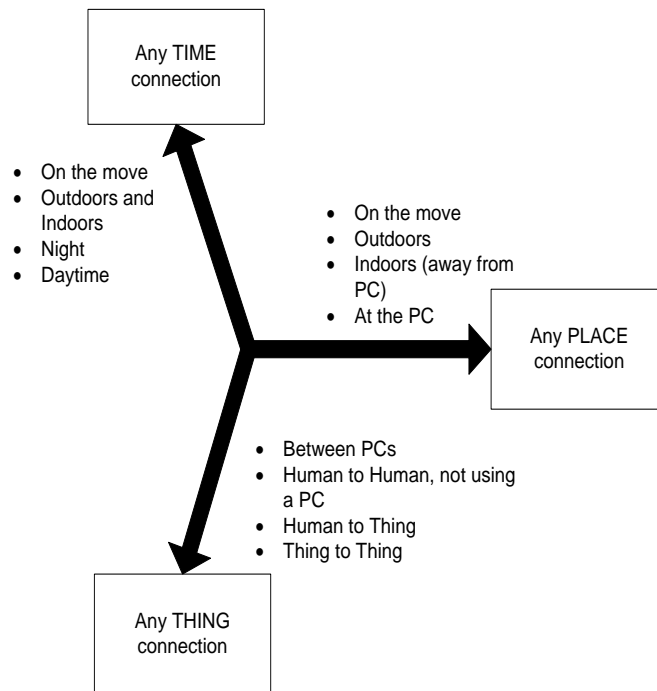 Any TIME
connection
• On the move
• Outdoors and
Indoors
• Night
• Daytime
• On the move
• Outdoors
• Indoors (away from
PC)
• At the PC
Any PLACE
connection
• Between PCs
• Human to Human, not using
a PC
• Human to Thing
• Thing to Thing
Any THING
connection